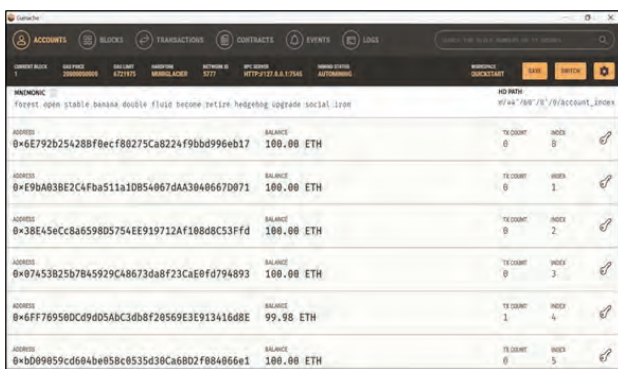 Ganache
ACCOUNTS BLOCKS TRANSACTIONS CONTRACTS EVENTS LOGS
CURRENT BLOCK GAS PRICE GAS LIMIT HARDFORK NETWORK ID RPC SERVER MINING STATUS WORKSPACE
1 20000000000 6721975 MUIRGLACIER 5777 HTTP://127.0.0.1:7545 AUTOMINING QUICKSTART SAVE SWITCH
MNEMONIC HD PATH
forest open stable banana double fluid become retire hedgehog upgrade social iron
ADDRESS BALANCE TX COUNT INDEX
0×6E792b25428Bf0ecf80275Ca8224f9bbd996eb17 100.00 ETH 0 0
ADDRESS BALANCE TX COUNT INDEX
0×E9bA03BE2C4Fba511a1DB54067dAA3040667D071 100.00 ETH 0 1
ADDRESS BALANCE TX COUNT INDEX
0×38E45eCc8a6598D5754EE919712Af108d8C53Ffd 100.00 ETH 0 2
ADDRESS BALANCE TX COUNT INDEX
0×07453B25b7B45929C48673da8f23CaE0fd794893 100.00 ETH 0 3
ADDRESS BALANCE TX COUNT INDEX
0×6FF76950DCd9dD5AbC3db8f20569E3E913416d8E 99.98 ETH 1 4
ADDRESS BALANCE TX COUNT INDEX
0×bD09059cd604be05Bc0535d30Ca6BD2f084066e1 100.00 ETH 0 5